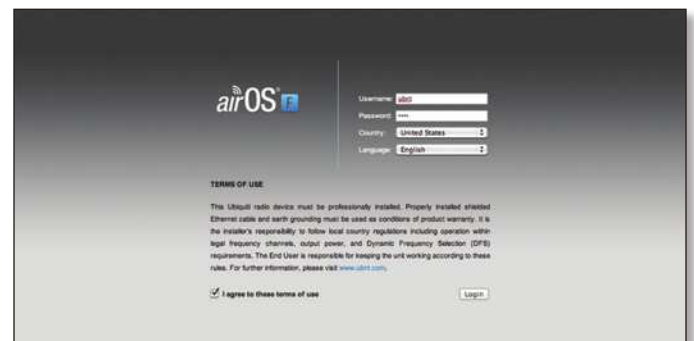 airOS F
Username: ubnt
Password: ••••
Country: United States
Language: English
TERMS OF USE
This Ubiquiti radio device must be professionally installed. Properly installed shielded
Ethernet cable and earth grounding must be used as conditions of product warranty. It is
the installer's responsibility to follow local country regulations including operation within
legal frequency channels, output power, and Dynamic Frequency Selection (DFS)
requirements. The End User is responsible for keeping the unit working according to these
rules. For further information, please visit www.ubnt.com.
I agree to these terms of use
Login